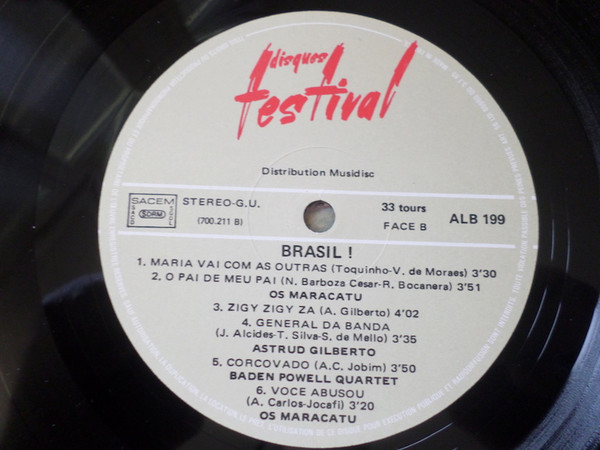 disques
festival
Distribution Musidisc
SACEM
SDRM
STEREO-G.U.
(700.211 B)
33 tours
FACE B
ALB 199
BRASIL !
1. MARIA VAI COM AS OUTRAS (Toquinho-V. de Moraes) 3'30
2. O PAI DE MEU PAI (N. Barboza Cesar-R. Bocanera) 3'51
OS MARACATU
3. ZIGY ZIGY ZA (A. Gilberto) 4'02
4. GENERAL DA BANDA
(J. Alcides-T. Silva-S. de Mello) 3'35
ASTRUD GILBERTO
5. CORCOVADO (A.C. Jobim) 3'50
BADEN POWELL QUARTET
6. VOCE ABUSOU
(A. Carlos-Jocafi) 3'20
OS MARACATU